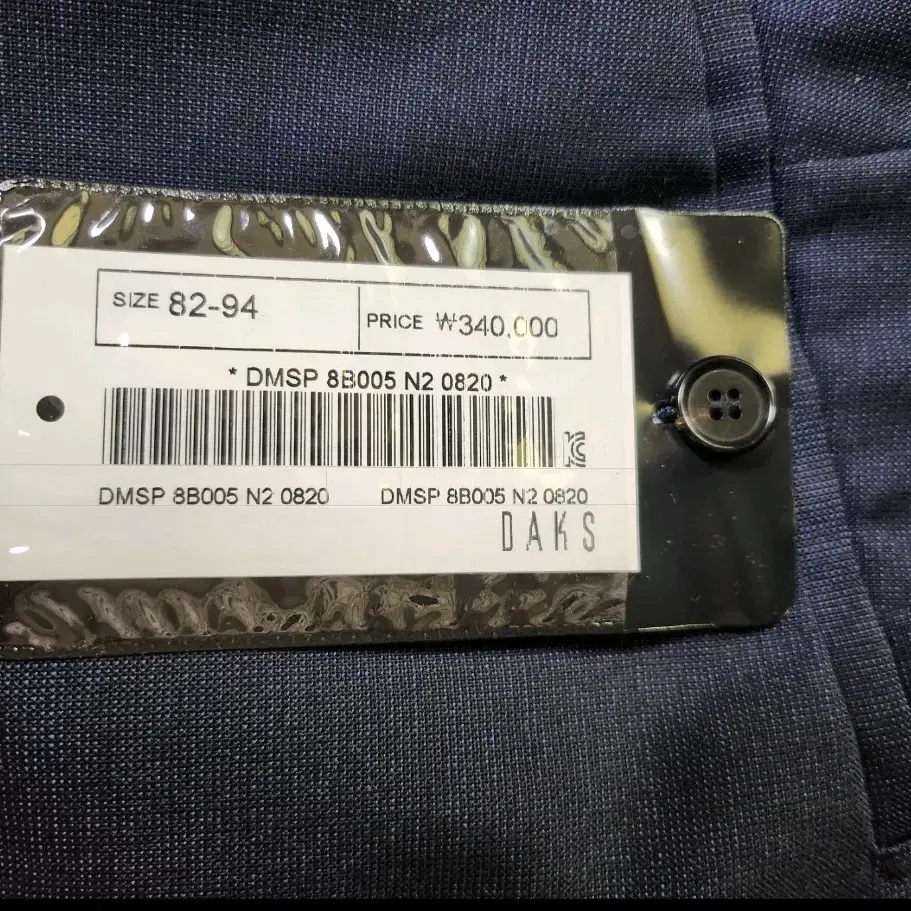 SIZE 82-94
PRICE ₩340,000
* DMSP 8B005 N2 0820 *
DMSP 8B005 N2 0820 DMSP 8B005 N2 0820
DAKS